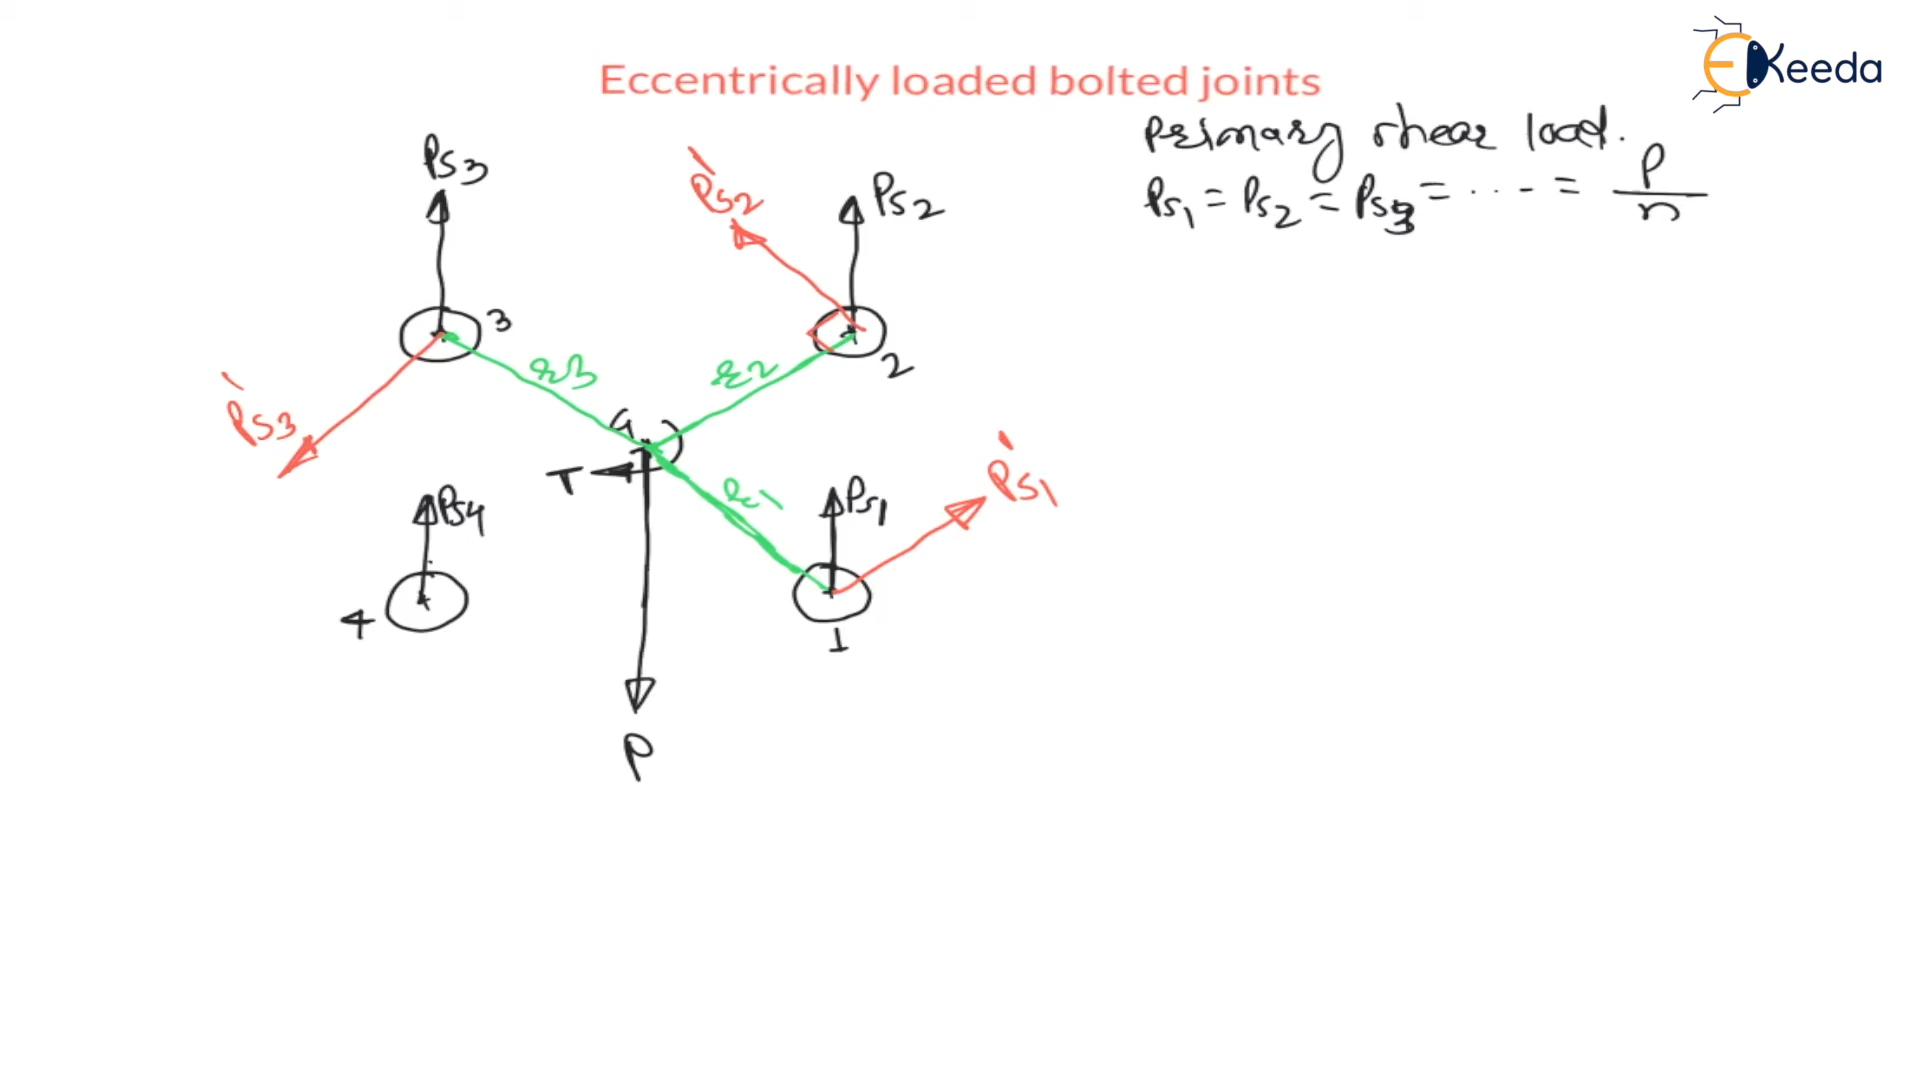 EKeeda
Eccentrically loaded bolted joints
Primary shear load.
Ps1 = Ps2 = Ps3 = ... = P/n
Ps3
P's2
Ps2
3
2
r3
r2
P's3
G
T
P's1
r1
Ps1
Ps4
4
1
P